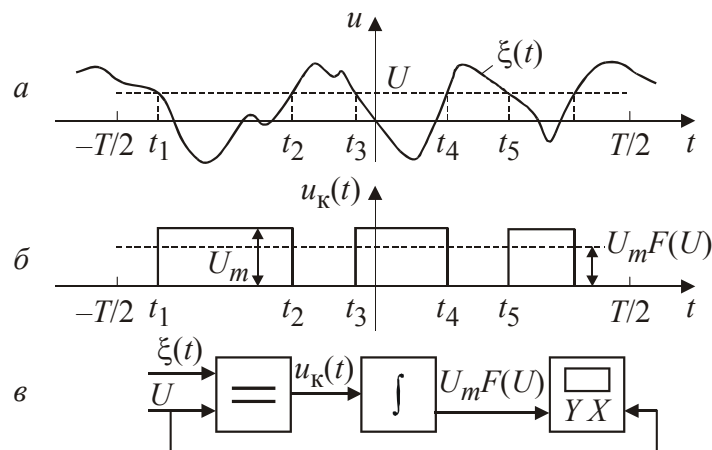 u
ξ(t)
а
U
–T/2 t₁ t₂ t₃ t₄ t₅ T/2 t
uк(t)
б
Uₘ
UₘF(U)
–T/2 t₁ t₂ t₃ t₄ t₅ T/2 t
ξ(t)
в
U
=
uк(t)
∫
UₘF(U)
Y X